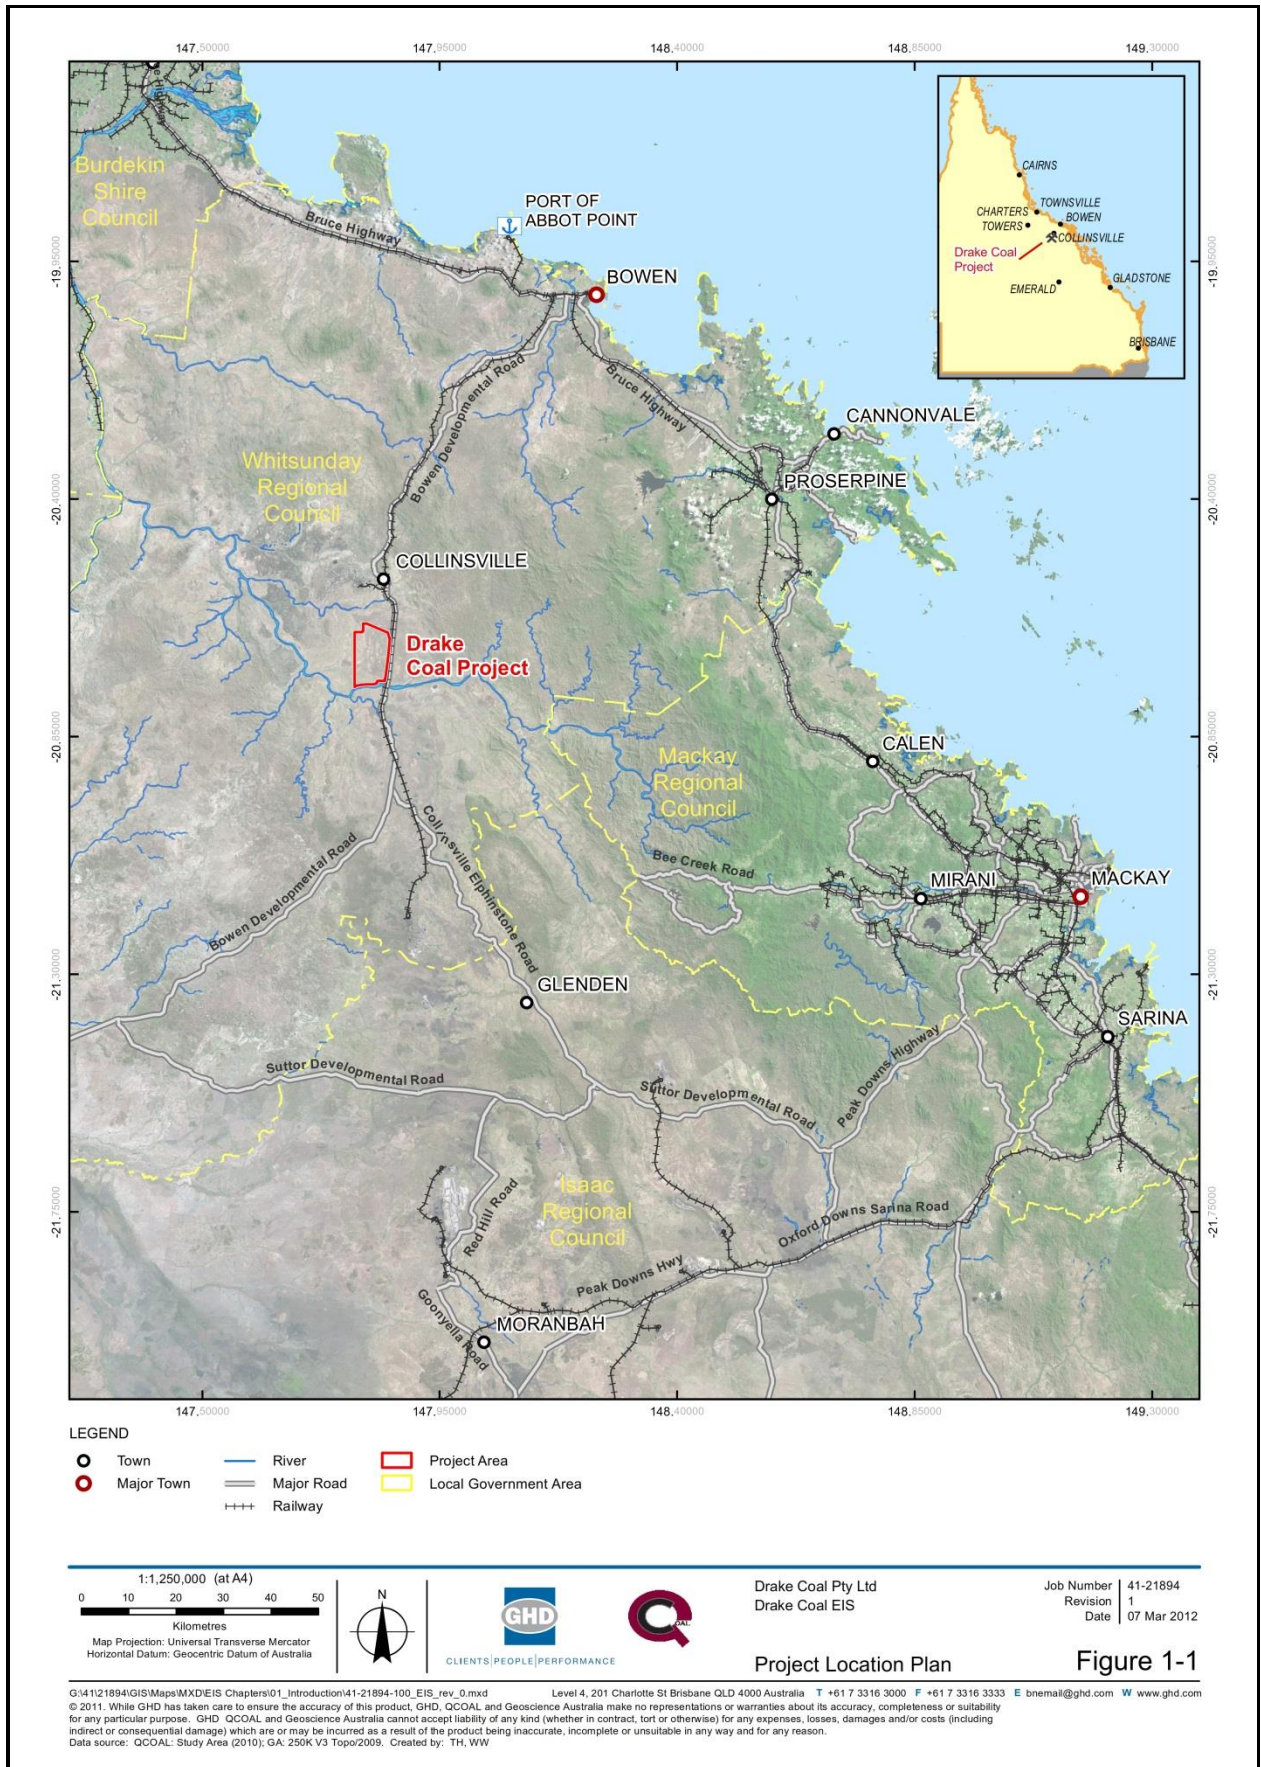 147.50000 147.95000 148.40000 148.85000 149.30000
Burdekin
Shire
Council
Bruce Highway
PORT OF
ABBOT POINT
BOWEN
CAIRNS
TOWNSVILLE
CHARTERS
TOWERS
BOWEN
COLLINSVILLE
Drake Coal
Project
EMERALD
GLADSTONE
BRISBANE
-19.95000
-19.95000
Bowen Developmental Road
Bruce Highway
CANNONVALE
Whitsunday
Regional
Council
PROSERPINE
-20.40000
-20.40000
COLLINSVILLE
Drake
Coal Project
-20.85000
-20.85000
CALEN
Mackay
Regional
Council
Collinsville Elphinstone Road
Bowen Developmental Road
Bee Creek Road
MIRANI
MACKAY
-21.30000
-21.30000
GLENDEN
SARINA
Suttor Developmental Road
Suttor Developmental Road
Peak Downs Highway
-21.75000
-21.75000
Isaac
Regional
Council
Red Hill Road
Oxford Downs Sarina Road
Peak Downs Hwy
Goonyella Road
MORANBAH
147.50000 147.95000 148.40000 148.85000 149.30000
LEGEND
Town River Project Area
Major Town Major Road Local Government Area
Railway
1:1,250,000 (at A4)
0 10 20 30 40 50
Kilometres
Map Projection: Universal Transverse Mercator
Horizontal Datum: Geocentric Datum of Australia
N
GHD
CLIENTS|PEOPLE|PERFORMANCE
QCOAL
Drake Coal Pty Ltd
Drake Coal EIS
Project Location Plan
Job Number 41-21894
Revision 1
Date 07 Mar 2012
Figure 1-1
G:\41\21894\GIS\Maps\MXD\EIS Chapters\01_Introduction\41-21894-100_EIS_rev_0.mxd Level 4, 201 Charlotte St Brisbane QLD 4000 Australia T +61 7 3316 3000 F +61 7 3316 3333 E bnemail@ghd.com W www.ghd.com
© 2011. While GHD has taken care to ensure the accuracy of this product, GHD, QCOAL and Geoscience Australia make no representations or warranties about its accuracy, completeness or suitability
for any particular purpose. GHD QCOAL and Geoscience Australia cannot accept liability of any kind (whether in contract, tort or otherwise) for any expenses, losses, damages and/or costs (including
indirect or consequential damage) which are or may be incurred as a result of the product being inaccurate, incomplete or unsuitable in any way and for any reason.
Data source: QCOAL: Study Area (2010); GA: 250K V3 Topo/2009. Created by: TH, WW